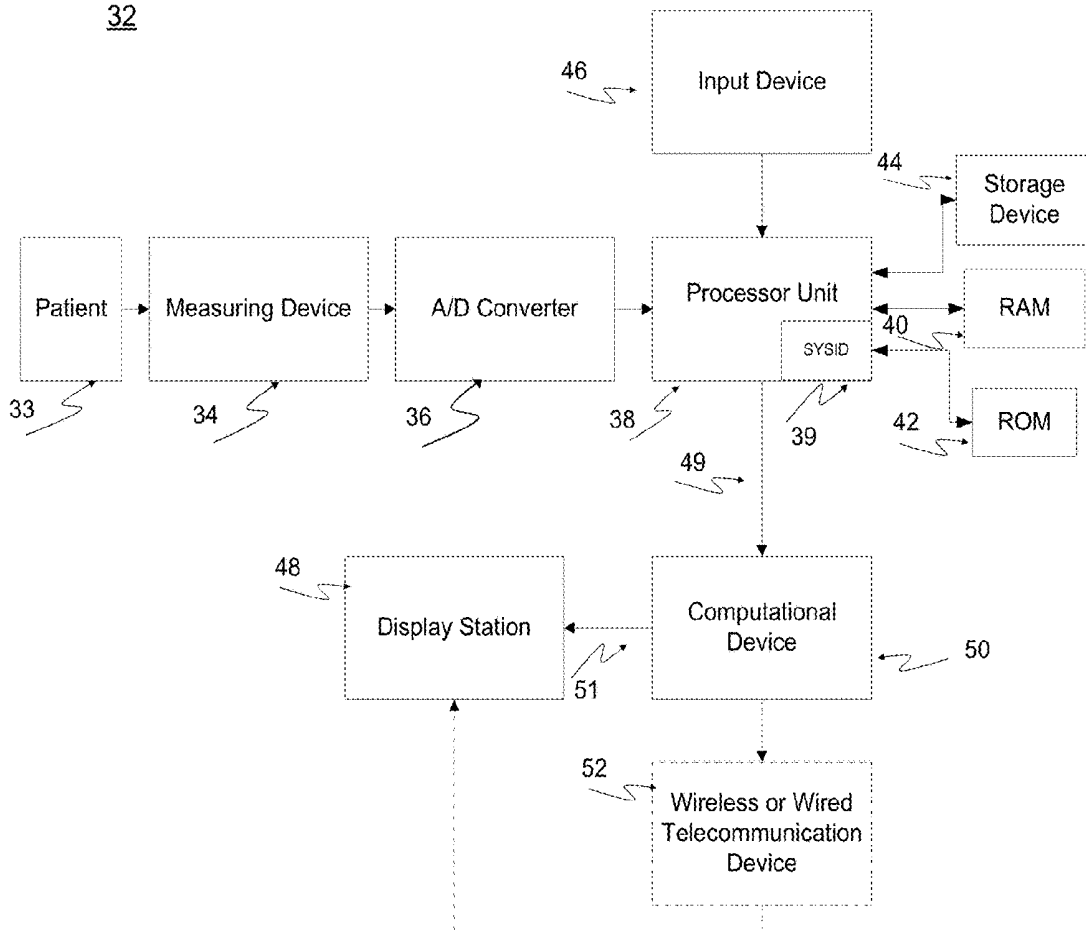 32
46
Input Device
44
Storage
Device
Patient
Measuring Device
A/D Converter
Processor Unit
SYSID
40
RAM
33
34
36
38
39
42
ROM
49
48
Display Station
51
Computational
Device
50
52
Wireless or Wired
Telecommunication
Device